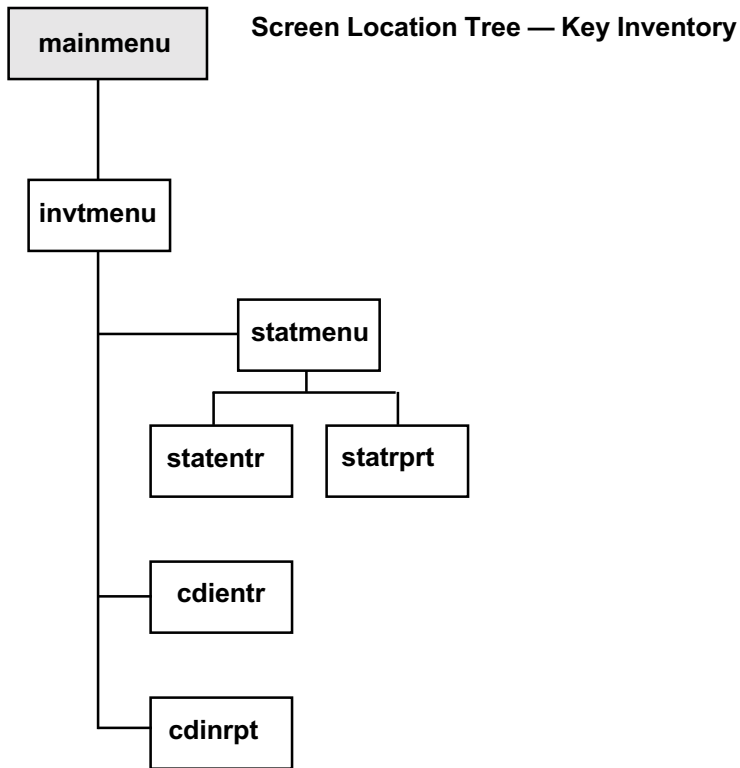 Screen Location Tree — Key Inventory
mainmenu
invtmenu
statmenu
statentr
statrprt
cdientr
cdinrpt